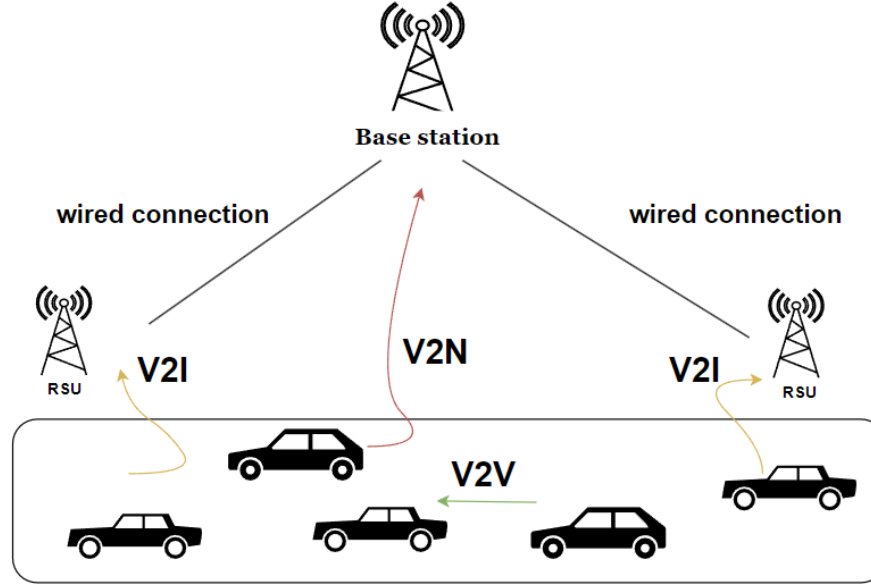 Base station
wired connection
wired connection
V2I
V2N
V2I
RSU
RSU
V2V